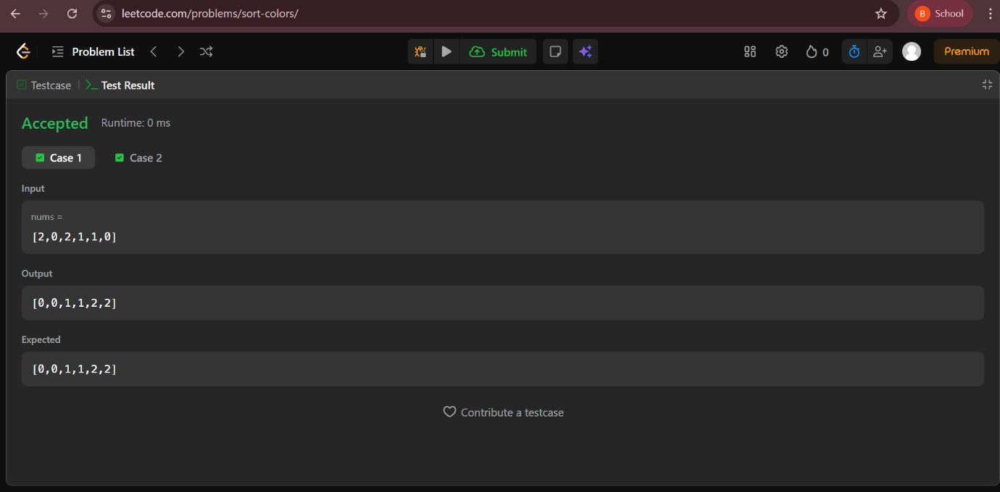 leetcode.com/problems/sort-colors/
B School
Problem List Submit 0 Premium
Testcase Test Result
Accepted Runtime: 0 ms
Case 1 Case 2
Input
nums =
[2,0,2,1,1,0]
Output
[0,0,1,1,2,2]
Expected
[0,0,1,1,2,2]
Contribute a testcase